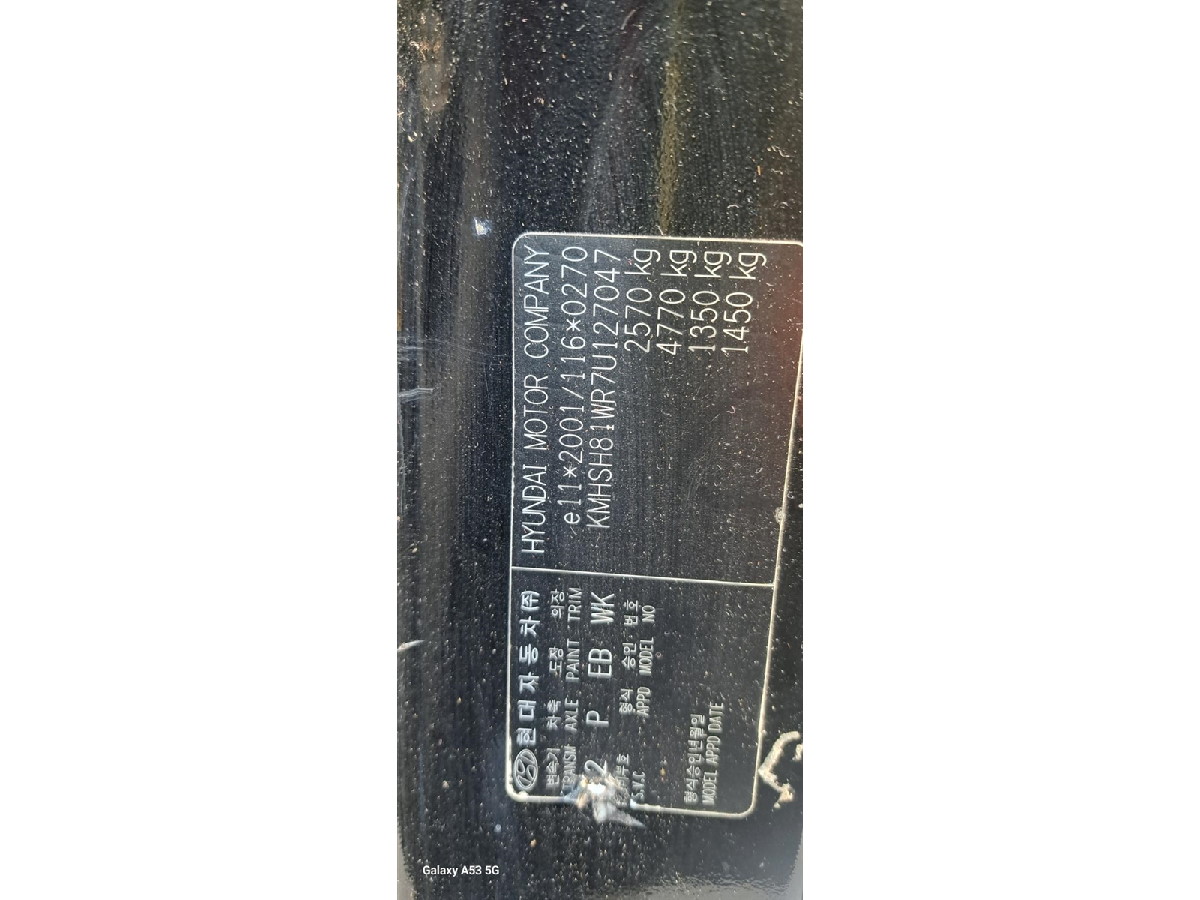 현대자동차(주)
변속기 차축 도장 의장
TRANSM AXLE PAINT TRIM
2 P EB WK
형식 승인 번호
S.V.C APPD MODEL NO
형식승인년월일
MODEL APPD DATE
HYUNDAI MOTOR COMPANY
e11*2001/116*0270
KMHSH81WR7U127047
2570 kg
4770 kg
1350 kg
1450 kg
Galaxy A53 5G